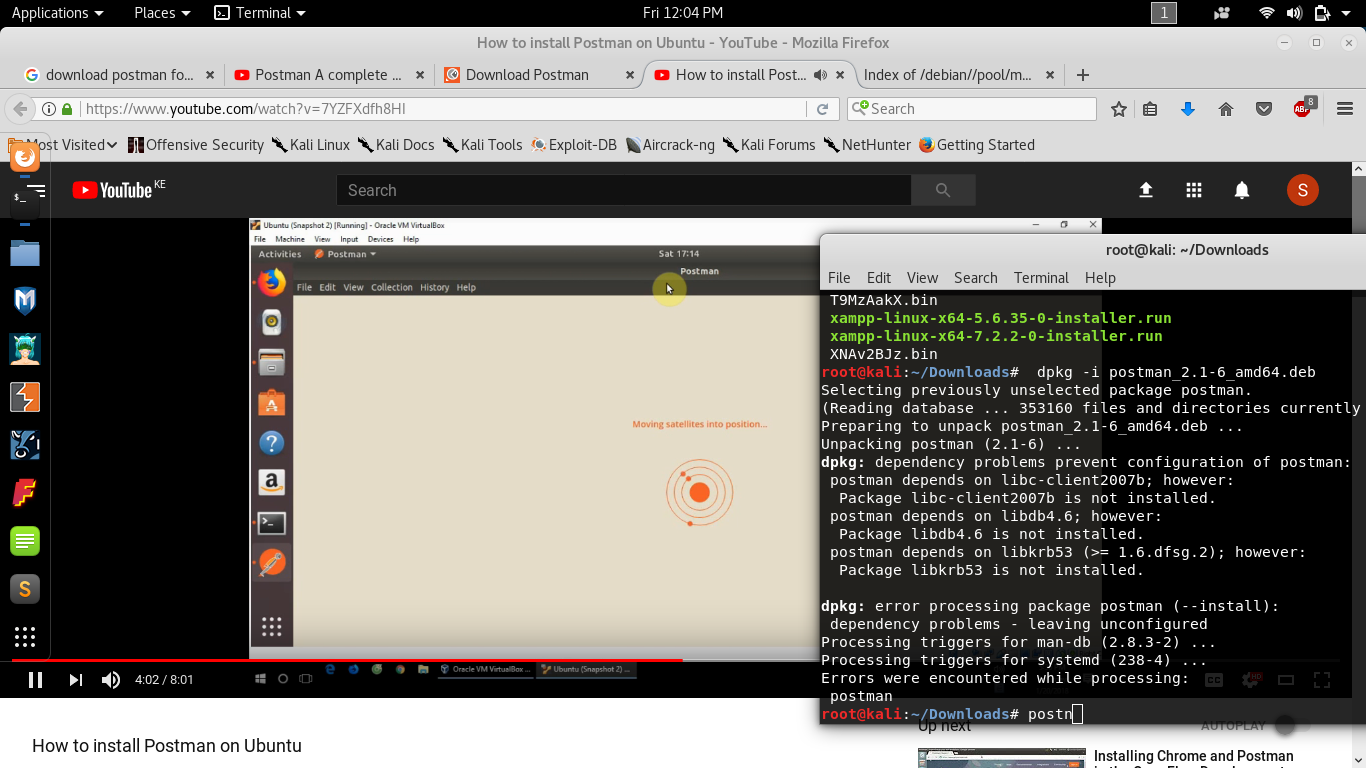 Applications Places Terminal Fri 12:04 PM 1
How to install Postman on Ubuntu - YouTube - Mozilla Firefox
download postman fo... Postman A complete ... Download Postman How to install Post... Index of /debian//pool/m...
https://www.youtube.com/watch?v=7YZFXdfh8HI Search ABP 8
Most Visited Offensive Security Kali Linux Kali Docs Kali Tools Exploit-DB Aircrack-ng Kali Forums NetHunter Getting Started
YouTube KE Search S
Ubuntu (Snapshot 2) [Running] - Oracle VM VirtualBox
File Machine View Input Devices Help
Activities Postman Sat 17:14
Postman
File Edit View Collection History Help
Moving satellites into position...
Oracle VM VirtualBox ... Ubuntu (Snapshot 2) ...
root@kali: ~/Downloads
File Edit View Search Terminal Help
T9MzAakX.bin
xampp-linux-x64-5.6.35-0-installer.run
xampp-linux-x64-7.2.2-0-installer.run
XNAv2BJz.bin
root@kali:~/Downloads# dpkg -i postman_2.1-6_amd64.deb
Selecting previously unselected package postman.
(Reading database ... 353160 files and directories currently
Preparing to unpack postman_2.1-6_amd64.deb ...
Unpacking postman (2.1-6) ...
dpkg: dependency problems prevent configuration of postman:
postman depends on libc-client2007b; however:
Package libc-client2007b is not installed.
postman depends on libdb4.6; however:
Package libdb4.6 is not installed.
postman depends on libkrb53 (>= 1.6.dfsg.2); however:
Package libkrb53 is not installed.
dpkg: error processing package postman (--install):
dependency problems - leaving unconfigured
Processing triggers for man-db (2.8.3-2) ...
Processing triggers for systemd (238-4) ...
Errors were encountered while processing:
postman
root@kali:~/Downloads# postn
4:02 / 8:01
How to install Postman on Ubuntu
Up next AUTOPLAY
Installing Chrome and Postman